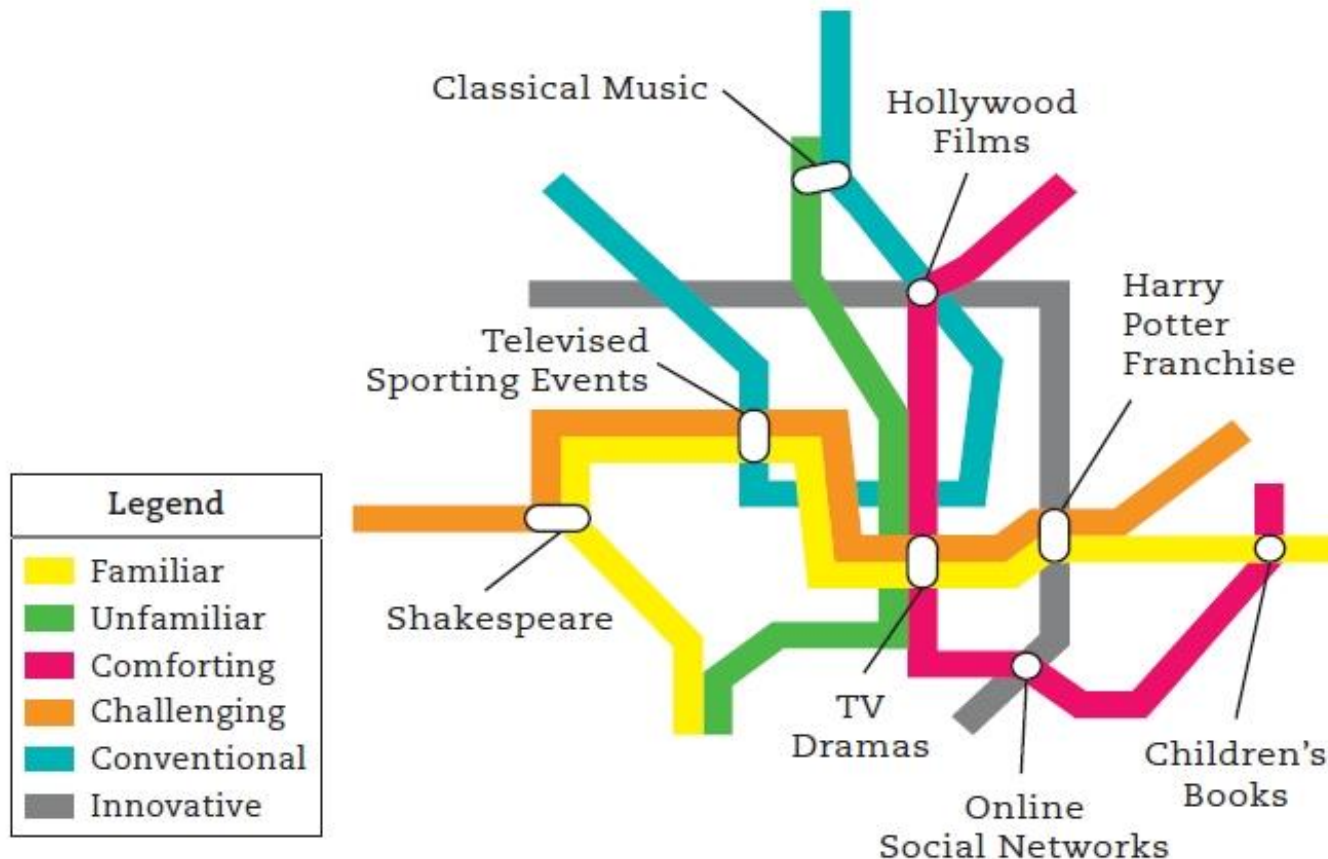 Classical Music
Hollywood
Films
Harry
Potter
Franchise
Televised
Sporting Events
Shakespeare
TV
Dramas
Online
Social Networks
Children's
Books
Legend
Familiar
Unfamiliar
Comforting
Challenging
Conventional
Innovative